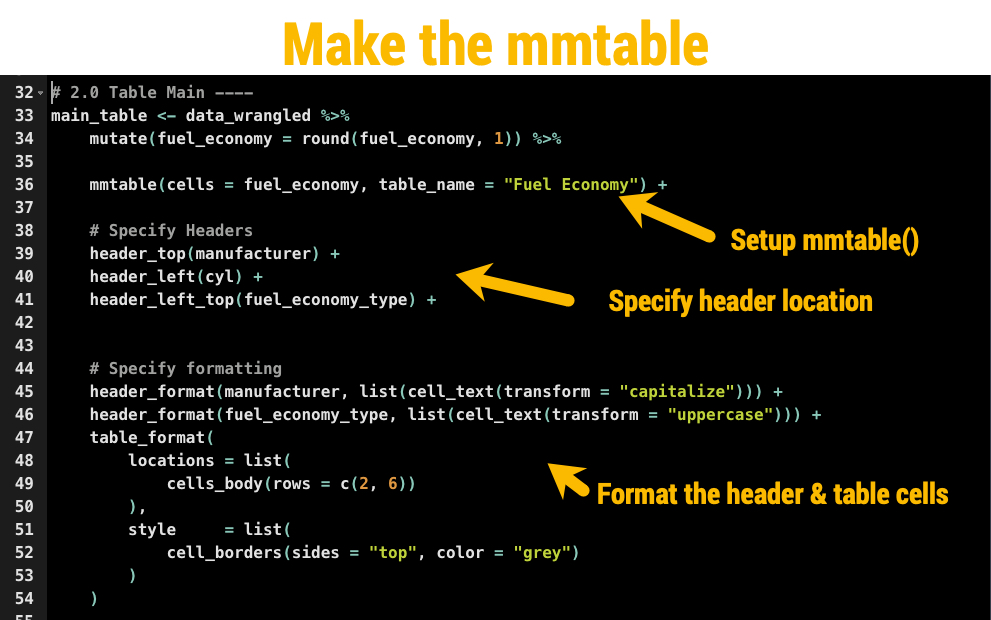 Make the mmtable
32 # 2.0 Table Main ----
33 main_table <- data_wrangled %>%
34     mutate(fuel_economy = round(fuel_economy, 1)) %>%
35
36     mmtable(cells = fuel_economy, table_name = "Fuel Economy") +
37
Setup mmtable()
38     # Specify Headers
39     header_top(manufacturer) +
40     header_left(cyl) +
41     header_left_top(fuel_economy_type) +
Specify header location
42
43
44     # Specify formatting
45     header_format(manufacturer, list(cell_text(transform = "capitalize"))) +
46     header_format(fuel_economy_type, list(cell_text(transform = "uppercase"))) +
47     table_format(
48         locations = list(
49             cells_body(rows = c(2, 6))
Format the header & table cells
50         ),
51         style     = list(
52             cell_borders(sides = "top", color = "grey")
53         )
54     )
55